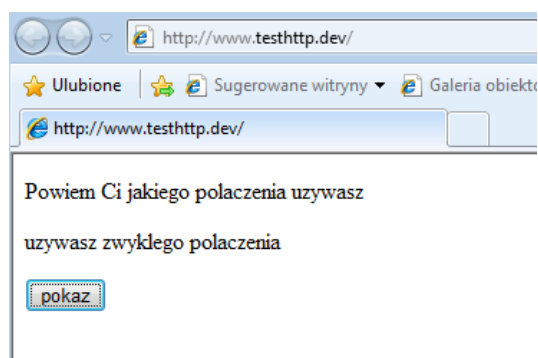 http://www.testhttp.dev/
Ulubione Sugerowane witryny Galeria obiektó
http://www.testhttp.dev/
Powiem Ci jakiego polaczenia uzywasz
uzywasz zwyklego polaczenia
pokaz